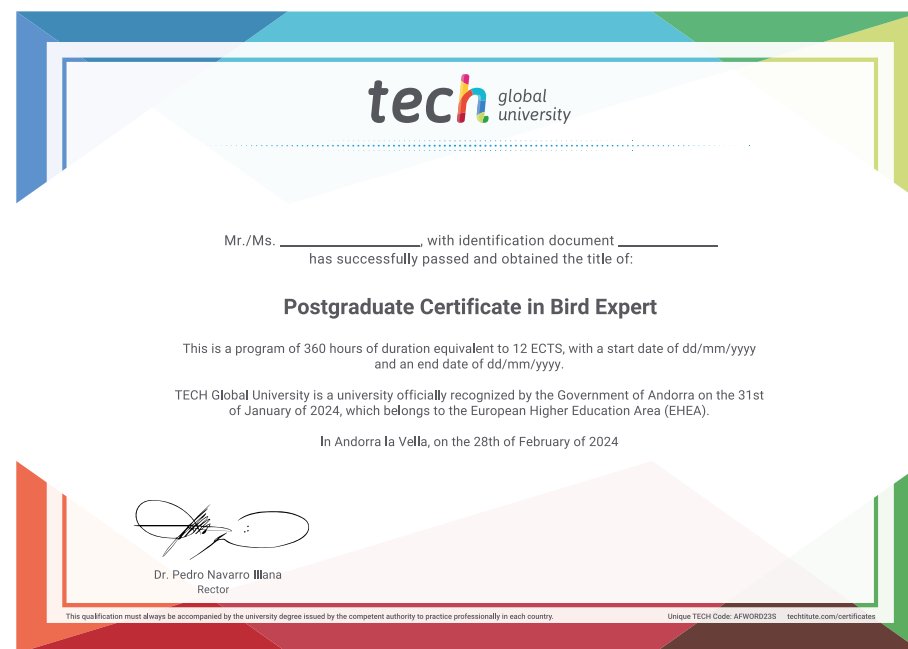 tech global
university
Mr./Ms. ____________, with identification document ____________
has successfully passed and obtained the title of:
Postgraduate Certificate in Bird Expert
This is a program of 360 hours of duration equivalent to 12 ECTS, with a start date of dd/mm/yyyy
and an end date of dd/mm/yyyy.
TECH Global University is a university officially recognized by the Government of Andorra on the 31st
of January of 2024, which belongs to the European Higher Education Area (EHEA).
In Andorra la Vella, on the 28th of February of 2024
Dr. Pedro Navarro Illana
Rector
This qualification must always be accompanied by the university degree issued by the competent authority to practice professionally in each country.
Unique TECH Code: AFWORD23S techtitute.com/certificates